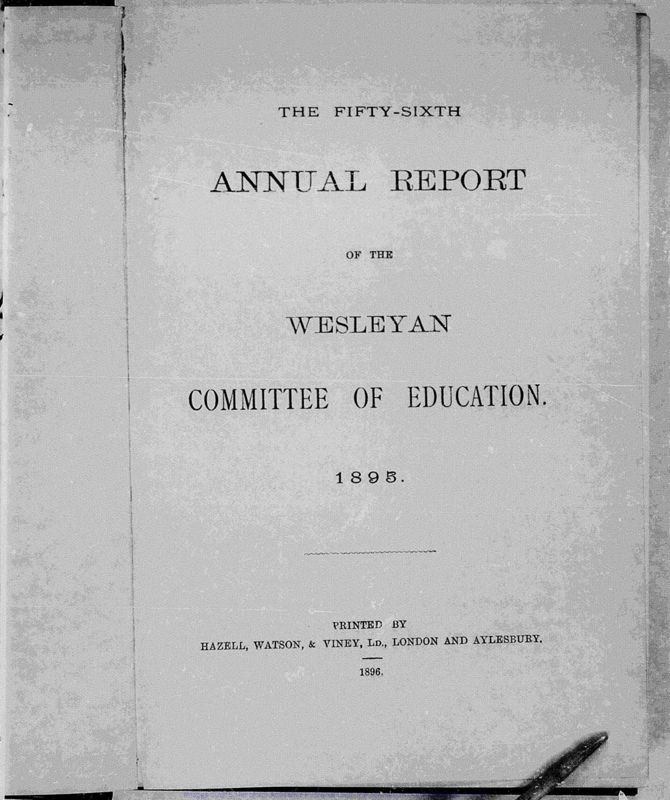 THE FIFTY-SIXTH
ANNUAL REPORT
OF THE
WESLEYAN
COMMITTEE OF EDUCATION.
1895.
PRINTED BY
HAZELL, WATSON, & VINEY, LD., LONDON AND AYLESBURY.
1896.